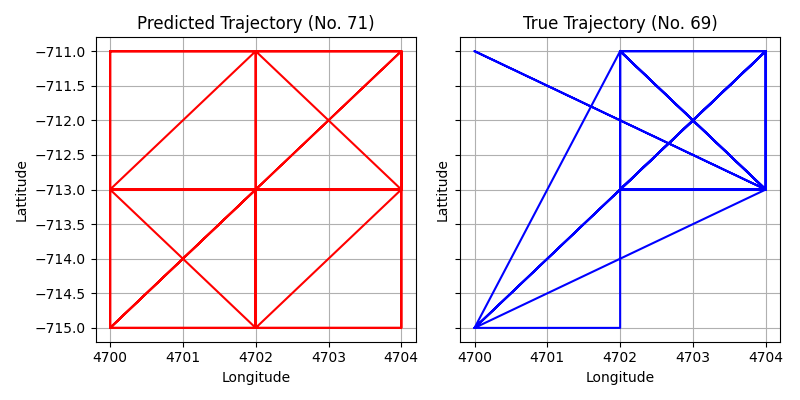 Predicted Trajectory (No. 71)
True Trajectory (No. 69)
Lattitude
−711.0
−711.5
−712.0
−712.5
−713.0
−713.5
−714.0
−714.5
−715.0
4700 4701 4702 4703 4704
Longitude
Lattitude
4700 4701 4702 4703 4704
Longitude